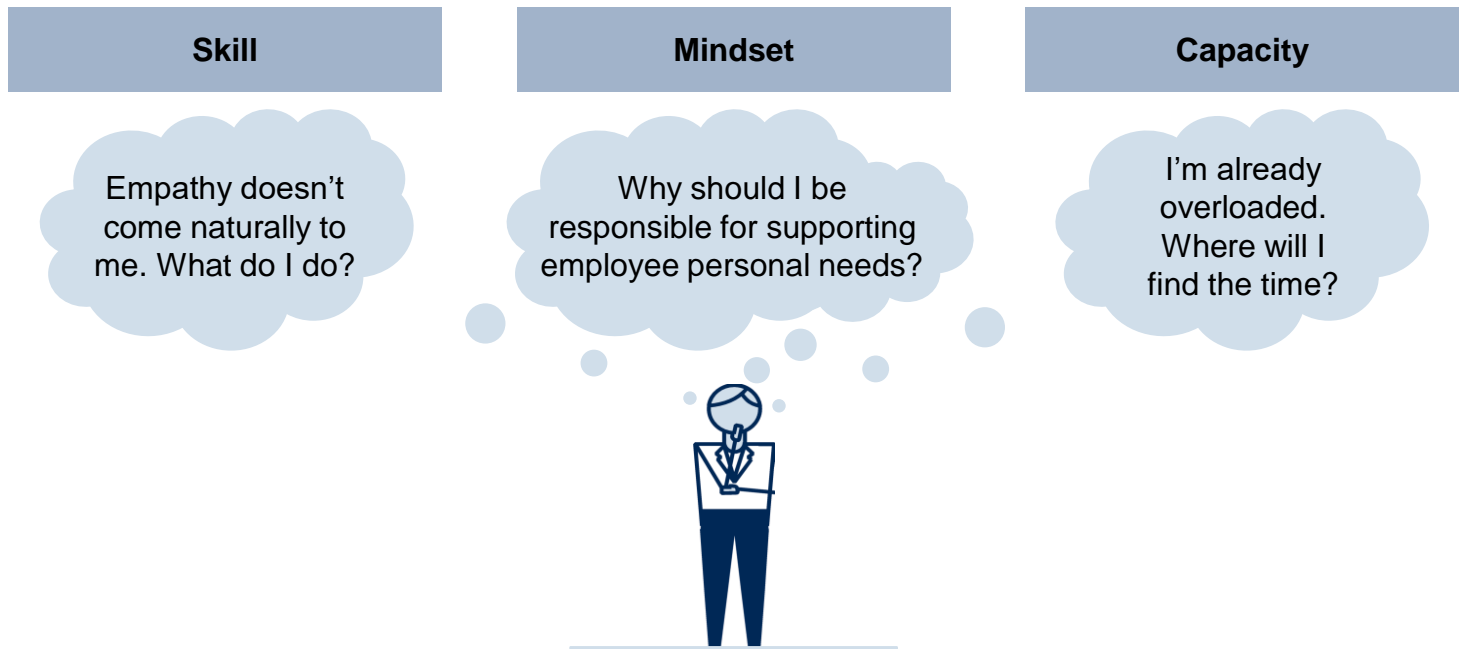 Skill
Empathy doesn’t
come naturally to
me. What do I do?
Mindset
Why should I be
responsible for supporting
employee personal needs?
Capacity
I’m already
overloaded.
Where will I
find the time?